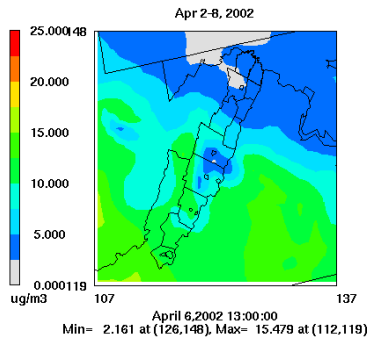 Apr 2-8, 2002
25.000
148
20.000
15.000
10.000
5.000
0.000
119
ug/m3
107
137
April 6,2002 13:00:00
Min= 2.161 at (126,148), Max= 15.479 at (112,119)